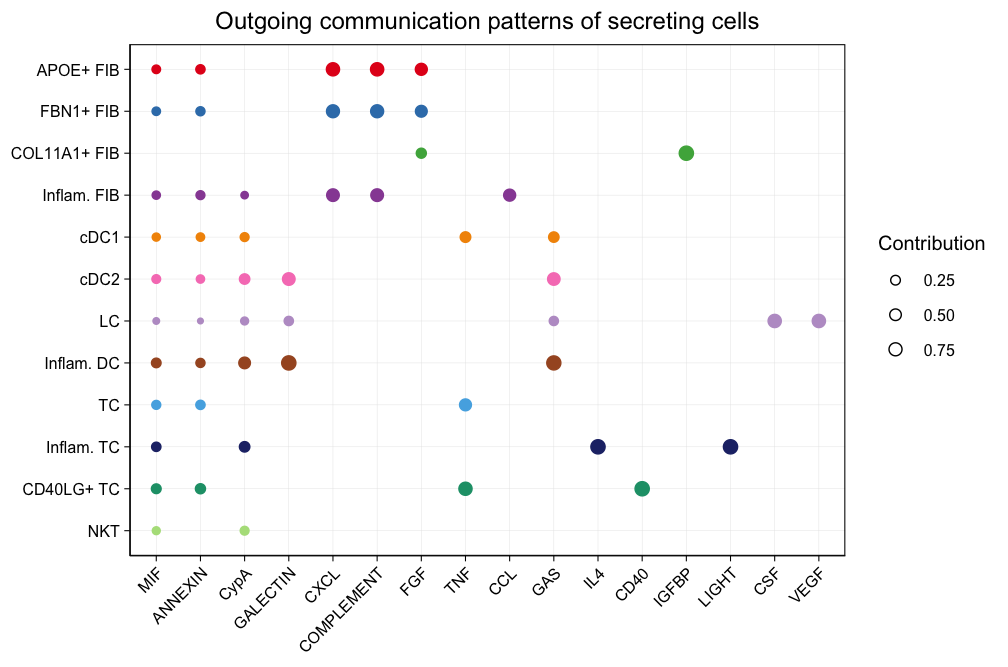 Outgoing communication patterns of secreting cells
APOE+ FIB
FBN1+ FIB
COL11A1+ FIB
Inflam. FIB
cDC1
cDC2
LC
Inflam. DC
TC
Inflam. TC
CD40LG+ TC
NKT
MIF
ANNEXIN
CypA
GALECTIN
CXCL
COMPLEMENT
FGF
TNF
CCL
GAS
IL4
CD40
IGFBP
LIGHT
CSF
VEGF
Contribution
0.25
0.50
0.75